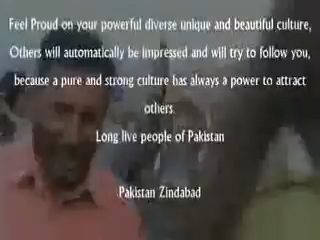 Feel Proud on your powerful diverse unique and beautiful culture,
Others will automatically be impressed and will try to follow you,
because a pure and strong culture has always a power to attract
others.
Long live people of Pakistan
Pakistan Zindabad